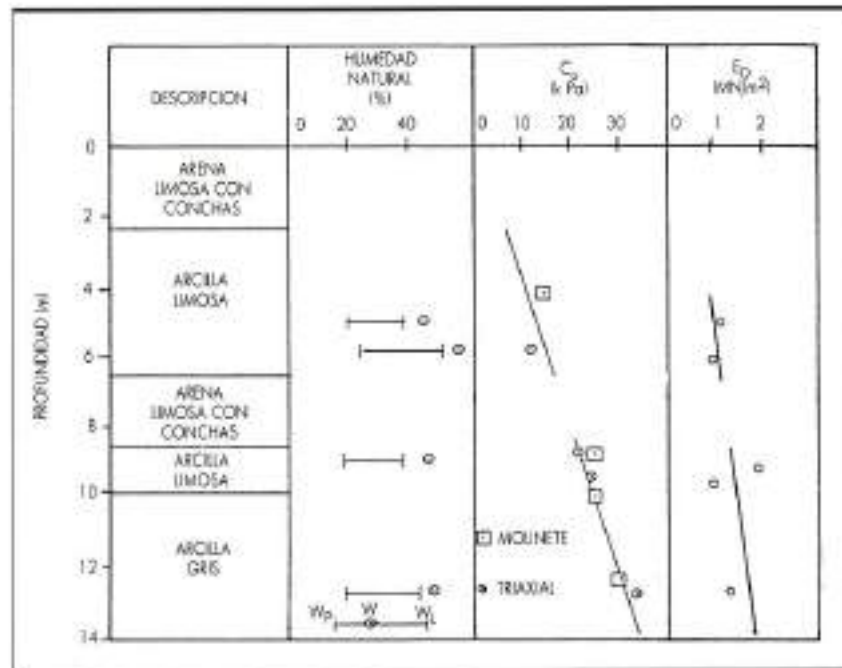 DESCRIPCION
HUMEDAD
NATURAL
(%)
0 20 40
C
(k Pa)
0 10 20 30
E
(MN/m²)
0 1 2
PROFUNDIDAD (m)
0
2
4
6
8
10
12
14
ARENA
LIMOSA CON
CONCHAS
ARCILLA
LIMOSA
ARENA
LIMOSA CON
CONCHAS
ARCILLA
LIMOSA
ARCILLA
GRIS
Wp W WL
MOLINETE
TRIAXIAL